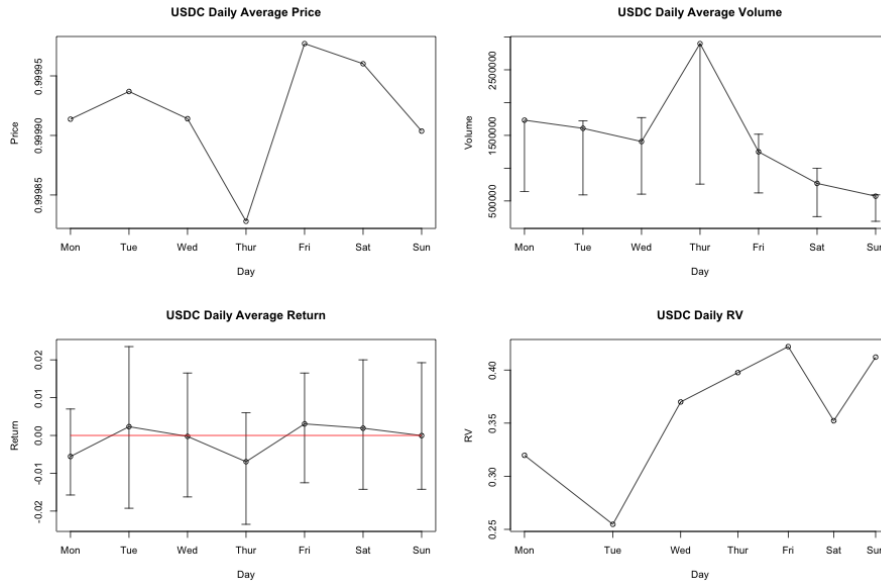 USDC Daily Average Price
Price
0.99985 0.99990 0.99995
Mon Tue Wed Thur Fri Sat Sun
Day
USDC Daily Average Volume
Volume
500000 1500000 2500000
Mon Tue Wed Thur Fri Sat Sun
Day
USDC Daily Average Return
Return
-0.02 -0.01 0.00 0.01 0.02
Mon Tue Wed Thur Fri Sat Sun
Day
USDC Daily RV
RV
0.25 0.30 0.35 0.40
Mon Tue Wed Thur Fri Sat Sun
Day